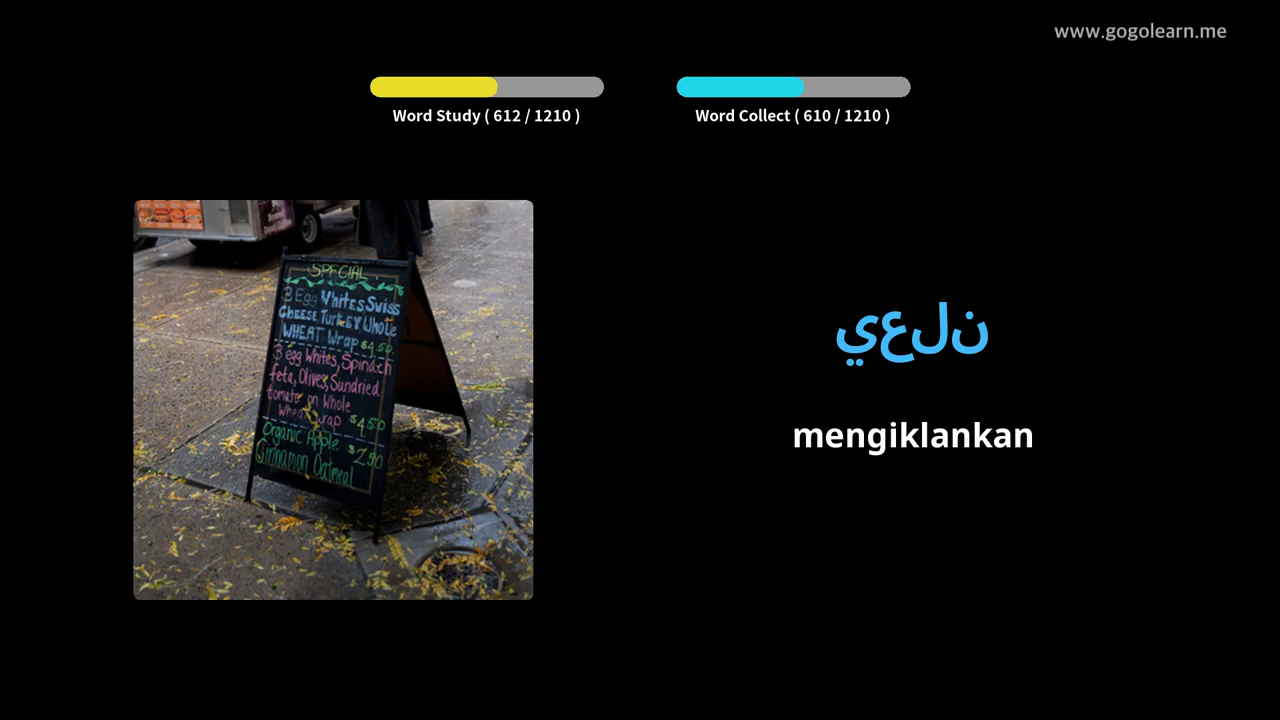 www.gogolearn.me
Word Study ( 612 / 1210 )
Word Collect ( 610 / 1210 )
SPECIAL
3 Egg Whites, Swiss
Cheese, Turkey Whole
WHEAT Wrap $4.50
3 egg Whites, Spinach
feta, Olives, Sundried
tomato on Whole
Wheat Wrap $4.50
Organic Apple
Cinnamon Oatmeal $2.50
نلعي
mengiklankan